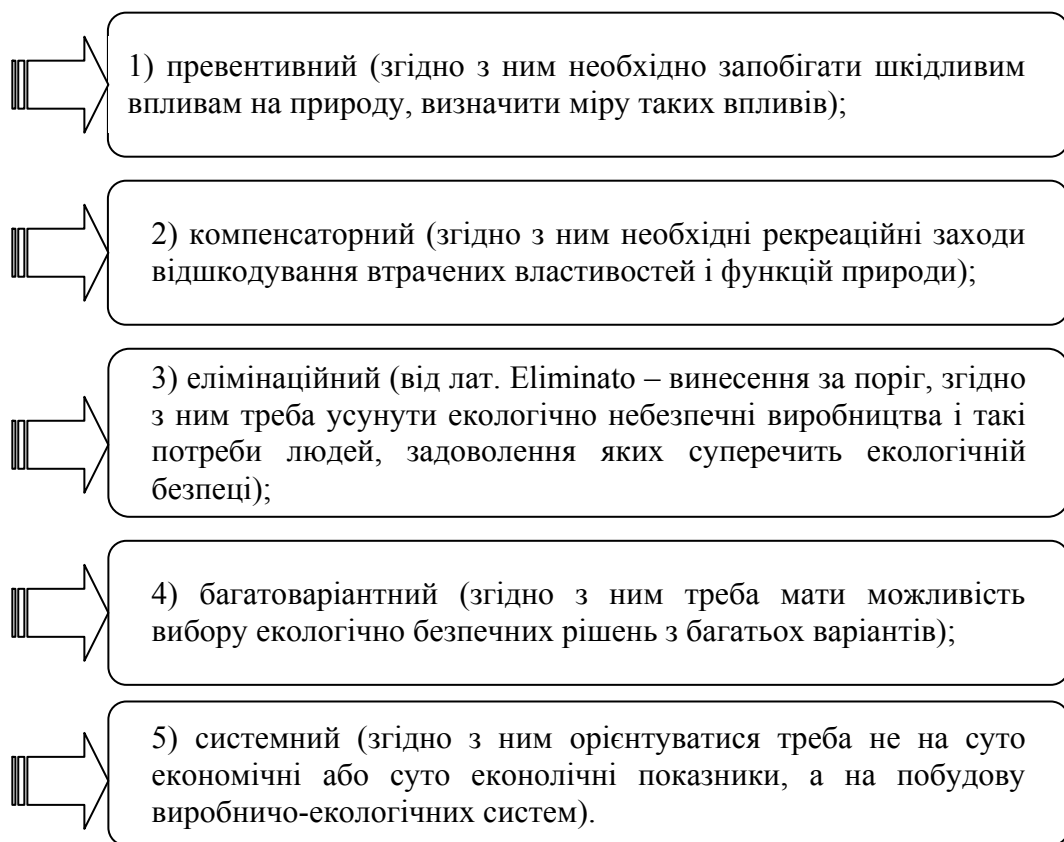 1) превентивний (згідно з ним необхідно запобігати шкідливим
впливам на природу, визначити міру таких впливів);
2) компенсаторний (згідно з ним необхідні рекреаційні заходи
відшкодування втрачених властивостей і функцій природи);
3) елімінаційний (від лат. Eliminato – винесення за поріг, згідно
з ним треба усунути екологічно небезпечні виробництва і такі
потреби людей, задоволення яких суперечить екологічній
безпеці);
4) багатоваріантний (згідно з ним треба мати можливість
вибору екологічно безпечних рішень з багатьох варіантів);
5) системний (згідно з ним орієнтуватися треба не на суто
економічні або суто еконолічні показники, а на побудову
виробничо-екологічних систем).